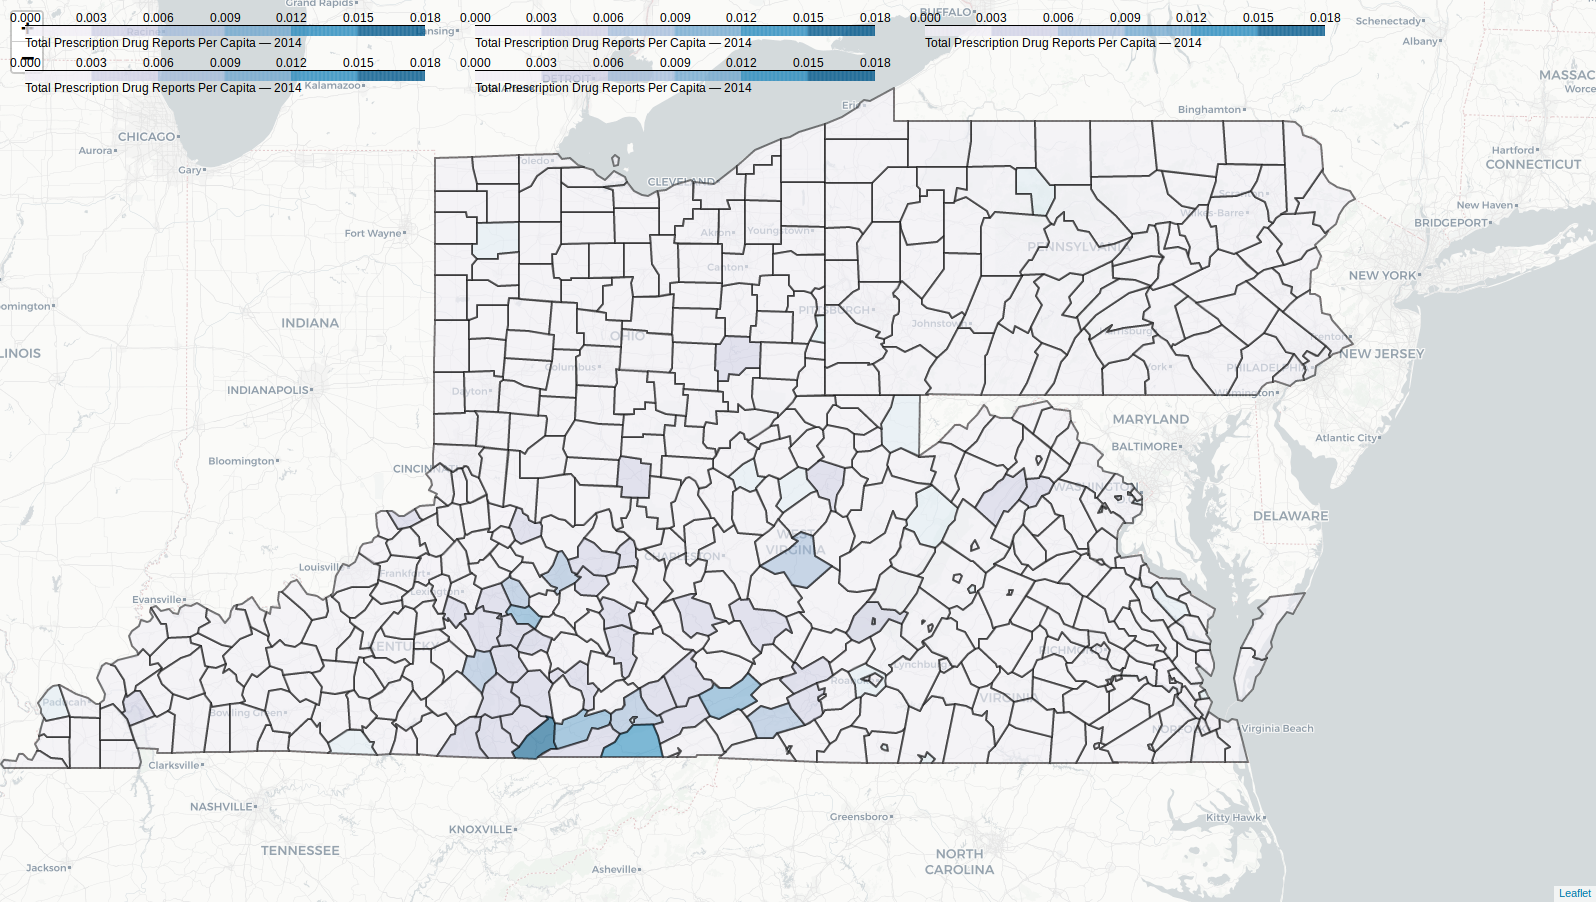 Grand Rapids
BUFFALO
0.000 0.003 0.006 0.009 0.012 0.015 0.018
0.000 0.003 0.006 0.009 0.012 0.015 0.018
0.000 0.003 0.006 0.009 0.012 0.015 0.018
Schenectady
Racine
nsing
Total Prescription Drug Reports Per Capita — 2014
Total Prescription Drug Reports Per Capita — 2014
Total Prescription Drug Reports Per Capita — 2014
Albany
0.000 0.003 0.006 0.009 0.012 0.015 0.018
0.000 0.003 0.006 0.009 0.012 0.015 0.018
DETROIT
MASSAC
Total Prescription Drug Reports Per Capita — 2014
Kalamazoo
Total Prescription Drug Reports Per Capita — 2014
Worce
Erie
Binghamton
CHICAGO
Aurora
Hartford
Toledo
CONNECTICUT
Gary
CLEVELAND
Scranton
New Haven
Wilkes-Barre
BRIDGEPORT
Fort Wayne
Akron
Youngstown
PENNSYLVANIA
Canton
NEW YORK
oomington
PITTSBURGH
INDIANA
Johnstown
Harrisburg
OHIO
Trenton
LINOIS
NEW JERSEY
Columbus
York
PHILADELPHIA
INDIANAPOLIS
Dayton
Wilmington
MARYLAND
Atlantic City
BALTIMORE
Bloomington
CINCINNATI
WASHINGTON
DELAWARE
WEST
VIRGINIA
CHARLESTON
Louisville
Frankfort
Lexington
Evansville
KENTUCKY
RICHMOND
Lynchburg
Roanoke
VIRGINIA
Paducah
Bowling Green
NORFOLK
Virginia Beach
Clarksville
NASHVILLE
Greensboro
Kitty Hawk
KNOXVILLE
TENNESSEE
NORTH
CAROLINA
Jackson
Asheville
Leaflet